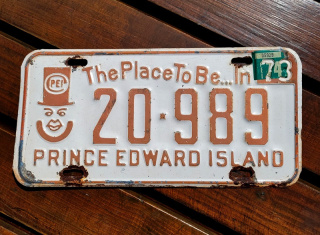 The Place To Be...In
74
PEI
20·989
PRINCE EDWARD ISLAND